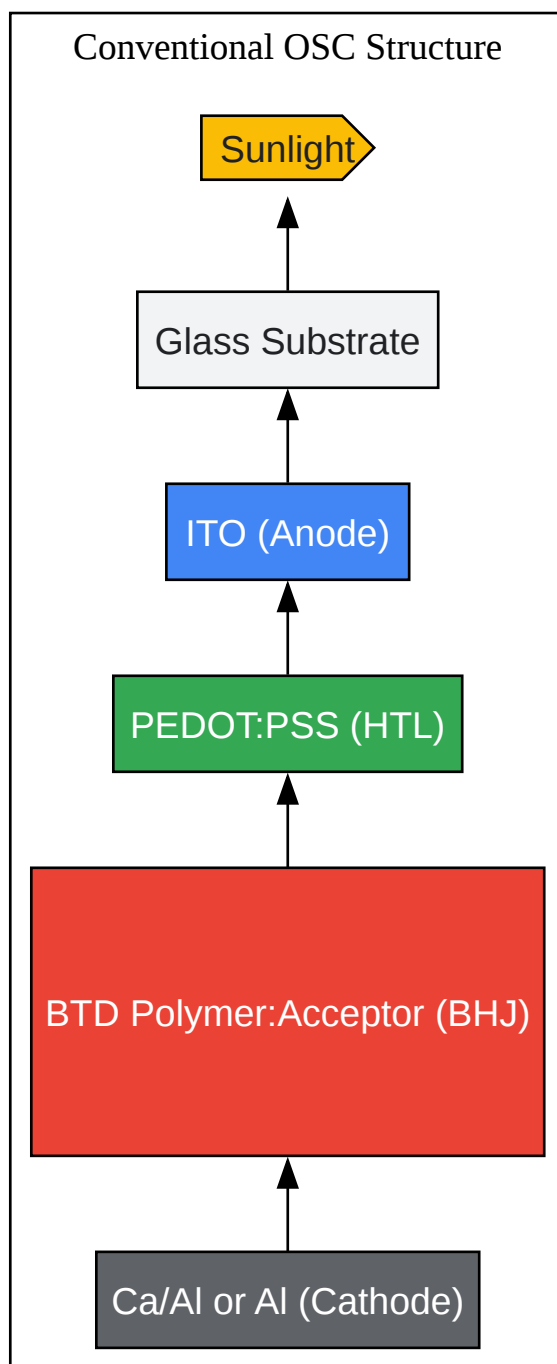 Conventional OSC Structure
Sunlight
Glass Substrate
ITO (Anode)
PEDOT:PSS (HTL)
BTD Polymer:Acceptor (BHJ)
Ca/Al or Al (Cathode)